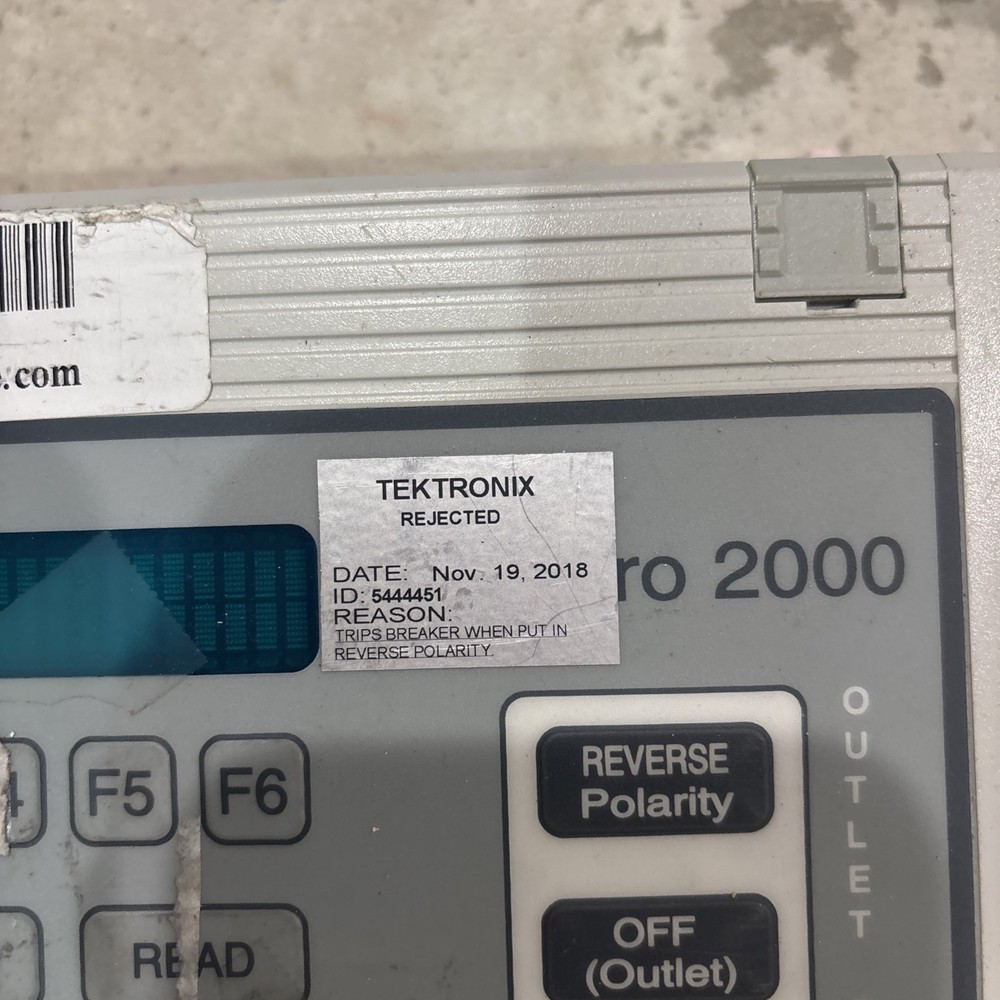 .com
TEKTRONIX
REJECTED
DATE: Nov. 19, 2018
ID: 5444451
REASON:
TRIPS BREAKER WHEN PUT IN
REVERSE POLARITY.
ro 2000
OUTLET
REVERSE
Polarity
4
F5
F6
OFF
(Outlet)
READ